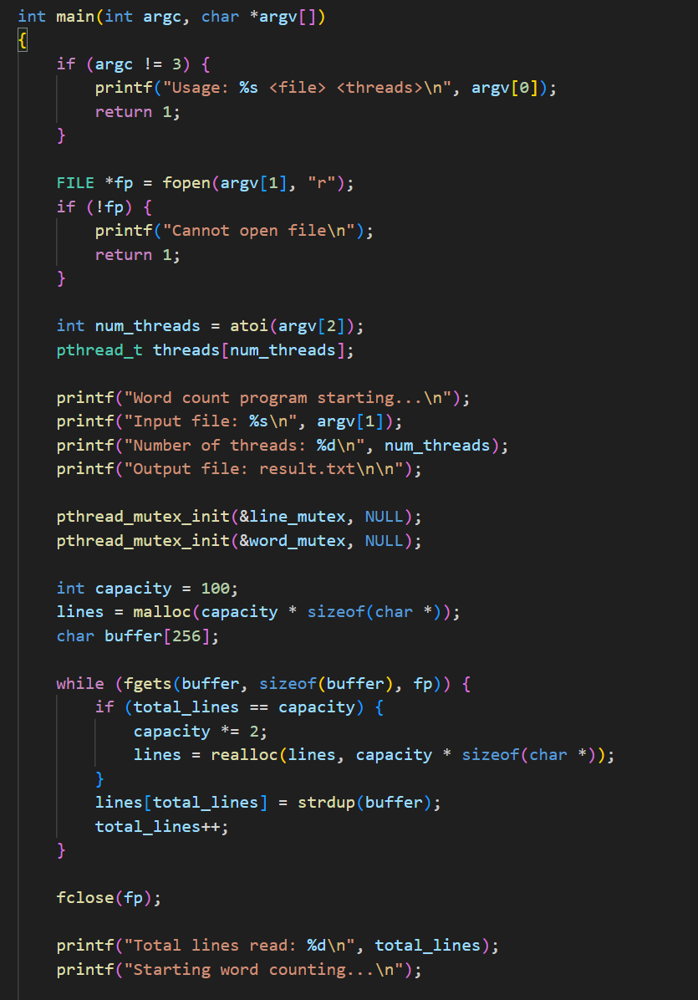 int main(int argc, char *argv[])
{
    if (argc != 3) {
        printf("Usage: %s <file> <threads>\n", argv[0]);
        return 1;
    }

    FILE *fp = fopen(argv[1], "r");
    if (!fp) {
        printf("Cannot open file\n");
        return 1;
    }

    int num_threads = atoi(argv[2]);
    pthread_t threads[num_threads];

    printf("Word count program starting...\n");
    printf("Input file: %s\n", argv[1]);
    printf("Number of threads: %d\n", num_threads);
    printf("Output file: result.txt\n\n");

    pthread_mutex_init(&line_mutex, NULL);
    pthread_mutex_init(&word_mutex, NULL);

    int capacity = 100;
    lines = malloc(capacity * sizeof(char *));
    char buffer[256];

    while (fgets(buffer, sizeof(buffer), fp)) {
        if (total_lines == capacity) {
            capacity *= 2;
            lines = realloc(lines, capacity * sizeof(char *));
        }
        lines[total_lines] = strdup(buffer);
        total_lines++;
    }

    fclose(fp);

    printf("Total lines read: %d\n", total_lines);
    printf("Starting word counting...\n");